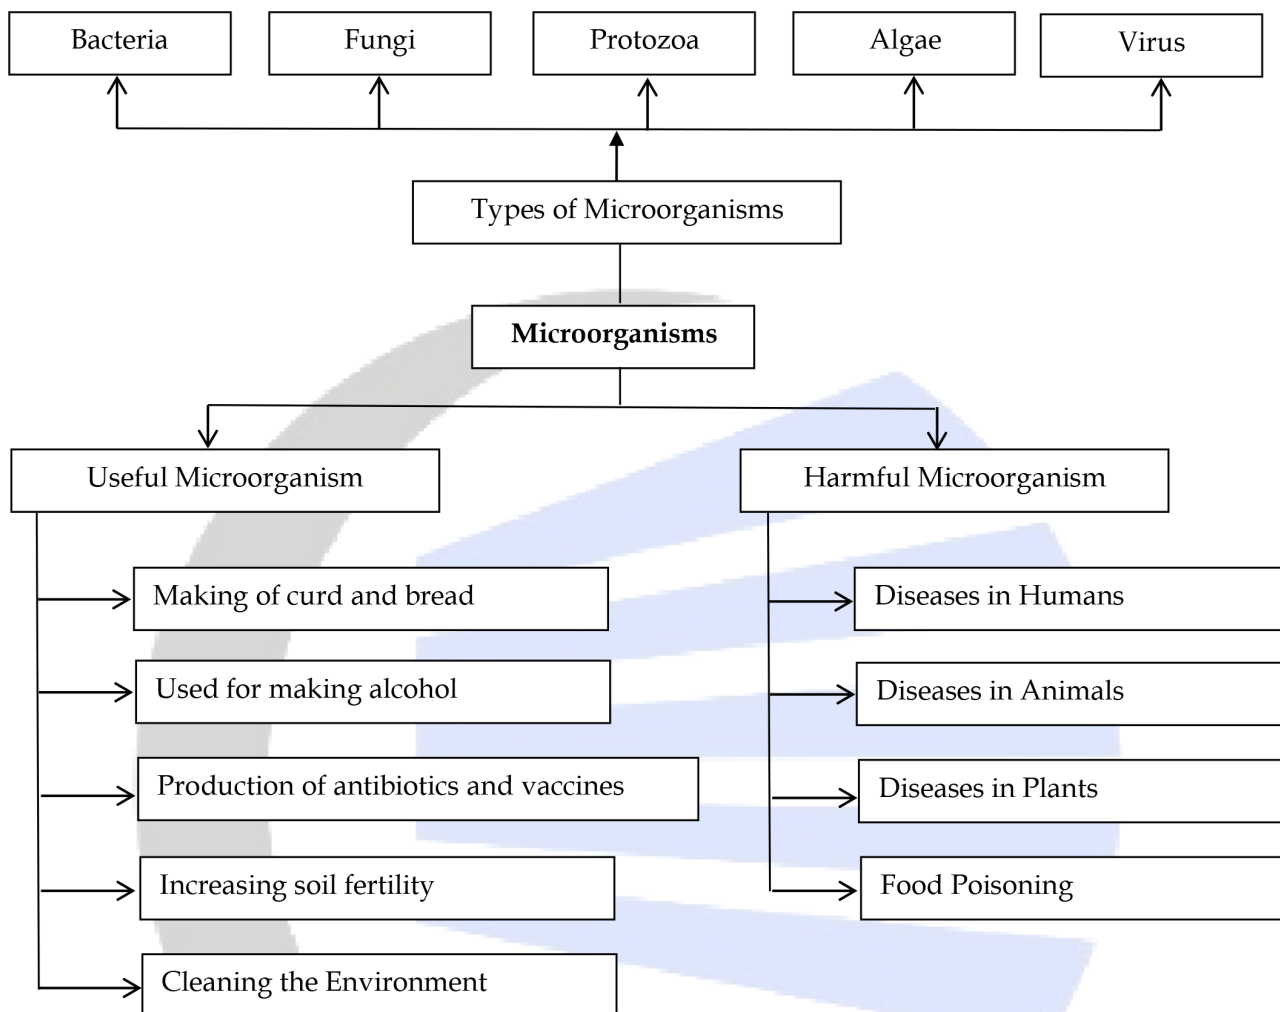 Bacteria
Fungi
Protozoa
Algae
Virus
Types of Microorganisms
Microorganisms
Useful Microorganism
Harmful Microorganism
Making of curd and bread
Used for making alcohol
Production of antibiotics and vaccines
Increasing soil fertility
Cleaning the Environment
Diseases in Humans
Diseases in Animals
Diseases in Plants
Food Poisoning